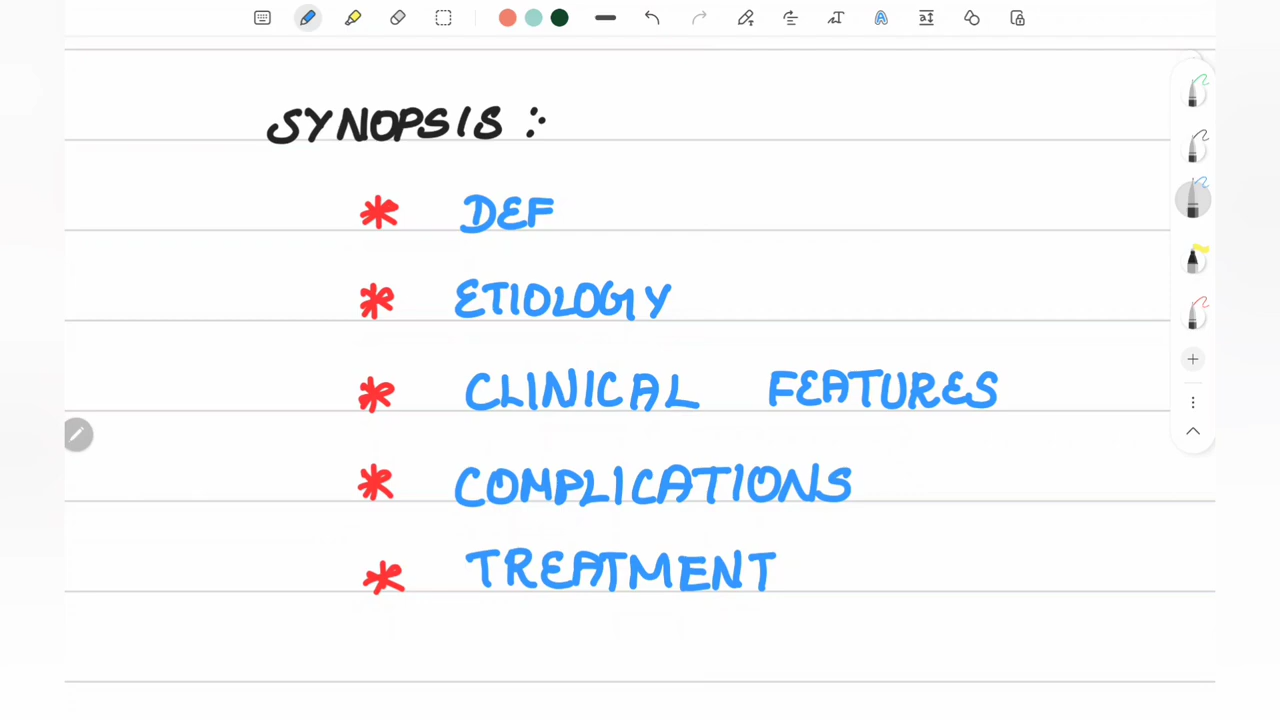 SYNOPSIS :
* DEF
* ETIOLOGY
* CLINICAL FEATURES
* COMPLICATIONS
* TREATMENT